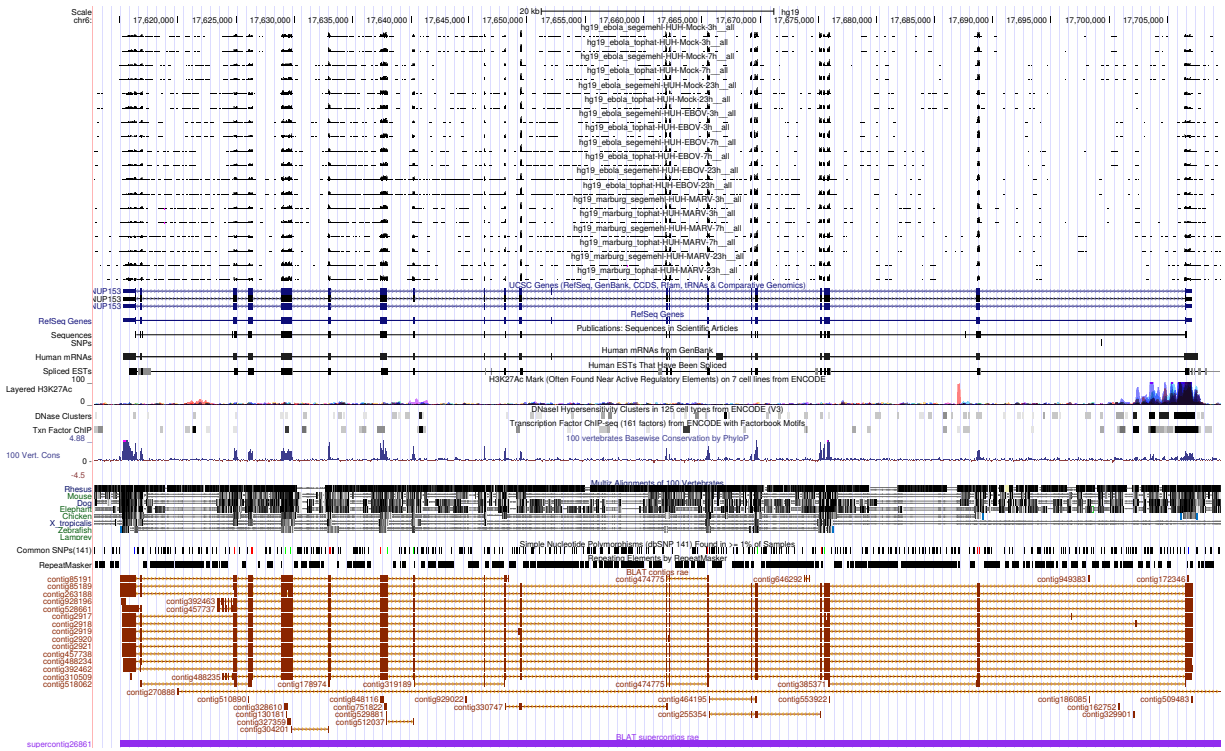 Scale 20 kb hg19
chr6: 17,620,000 17,625,000 17,630,000 17,635,000 17,640,000 17,645,000 17,650,000 17,655,000 17,660,000 17,665,000 17,670,000 17,675,000 17,680,000 17,685,000 17,690,000 17,695,000 17,700,000 17,705,000
hg19_ebola_segemehl-HUH-Mock-3h__all
hg19_ebola_tophat-HUH-Mock-3h__all
hg19_ebola_segemehl-HUH-Mock-7h__all
hg19_ebola_tophat-HUH-Mock-7h__all
hg19_ebola_segemehl-HUH-Mock-23h__all
hg19_ebola_tophat-HUH-Mock-23h__all
hg19_ebola_segemehl-HUH-EBOV-3h__all
hg19_ebola_tophat-HUH-EBOV-3h__all
hg19_ebola_segemehl-HUH-EBOV-7h__all
hg19_ebola_tophat-HUH-EBOV-7h__all
hg19_ebola_segemehl-HUH-EBOV-23h__all
hg19_ebola_tophat-HUH-EBOV-23h__all
hg19_marburg_segemehl-HUH-MARV-3h__all
hg19_marburg_tophat-HUH-MARV-3h__all
hg19_marburg_segemehl-HUH-MARV-7h__all
hg19_marburg_tophat-HUH-MARV-7h__all
hg19_marburg_segemehl-HUH-MARV-23h__all
hg19_marburg_tophat-HUH-MARV-23h__all
UCSC Genes (RefSeq, GenBank, CCDS, Rfam, tRNAs & Comparative Genomics)
NUP153
NUP153
NUP153
RefSeq Genes
RefSeq Genes
Publications: Sequences in Scientific Articles
Sequences
SNPs
Human mRNAs from GenBank
Human mRNAs
Human ESTs That Have Been Spliced
Spliced ESTs
H3K27Ac Mark (Often Found Near Active Regulatory Elements) on 7 cell lines from ENCODE
100
Layered H3K27Ac
0
DNaseI Hypersensitivity Clusters in 125 cell types from ENCODE (V3)
DNase Clusters
Transcription Factor ChIP-seq (161 factors) from ENCODE with Factorbook Motifs
Txn Factor ChIP
100 vertebrates Basewise Conservation by PhyloP
4.88
100 Vert. Cons
0
-4.5
Multiz Alignments of 100 Vertebrates
Rhesus
Mouse
Dog
Elephant
Chicken
X_tropicalis
Zebrafish
Lamprey
Simple Nucleotide Polymorphisms (dbSNP 141) Found in >= 1% of Samples
Common SNPs(141)
Repeating Elements by RepeatMasker
RepeatMasker
BLAT contigs rae
contig85191 contig474775 contig646292 contig949383 contig172346
contig85189
contig263188
contig928196 contig392463
contig528661 contig457737
contig2917
contig2918
contig2919
contig2920
contig2921
contig457738
contig488234
contig392462
contig310509 contig488235
contig518062 contig178974 contig319189 contig474775 contig385371
contig270888
contig510890 contig848116 contig929022 contig464195 contig553922 contig186085 contig509483
contig328610 contig751822 contig330747 contig162752
contig130181 contig529881 contig255354 contig329901
contig327359 contig512037
contig304201
BLAT supercontigs rae
supercontig26861